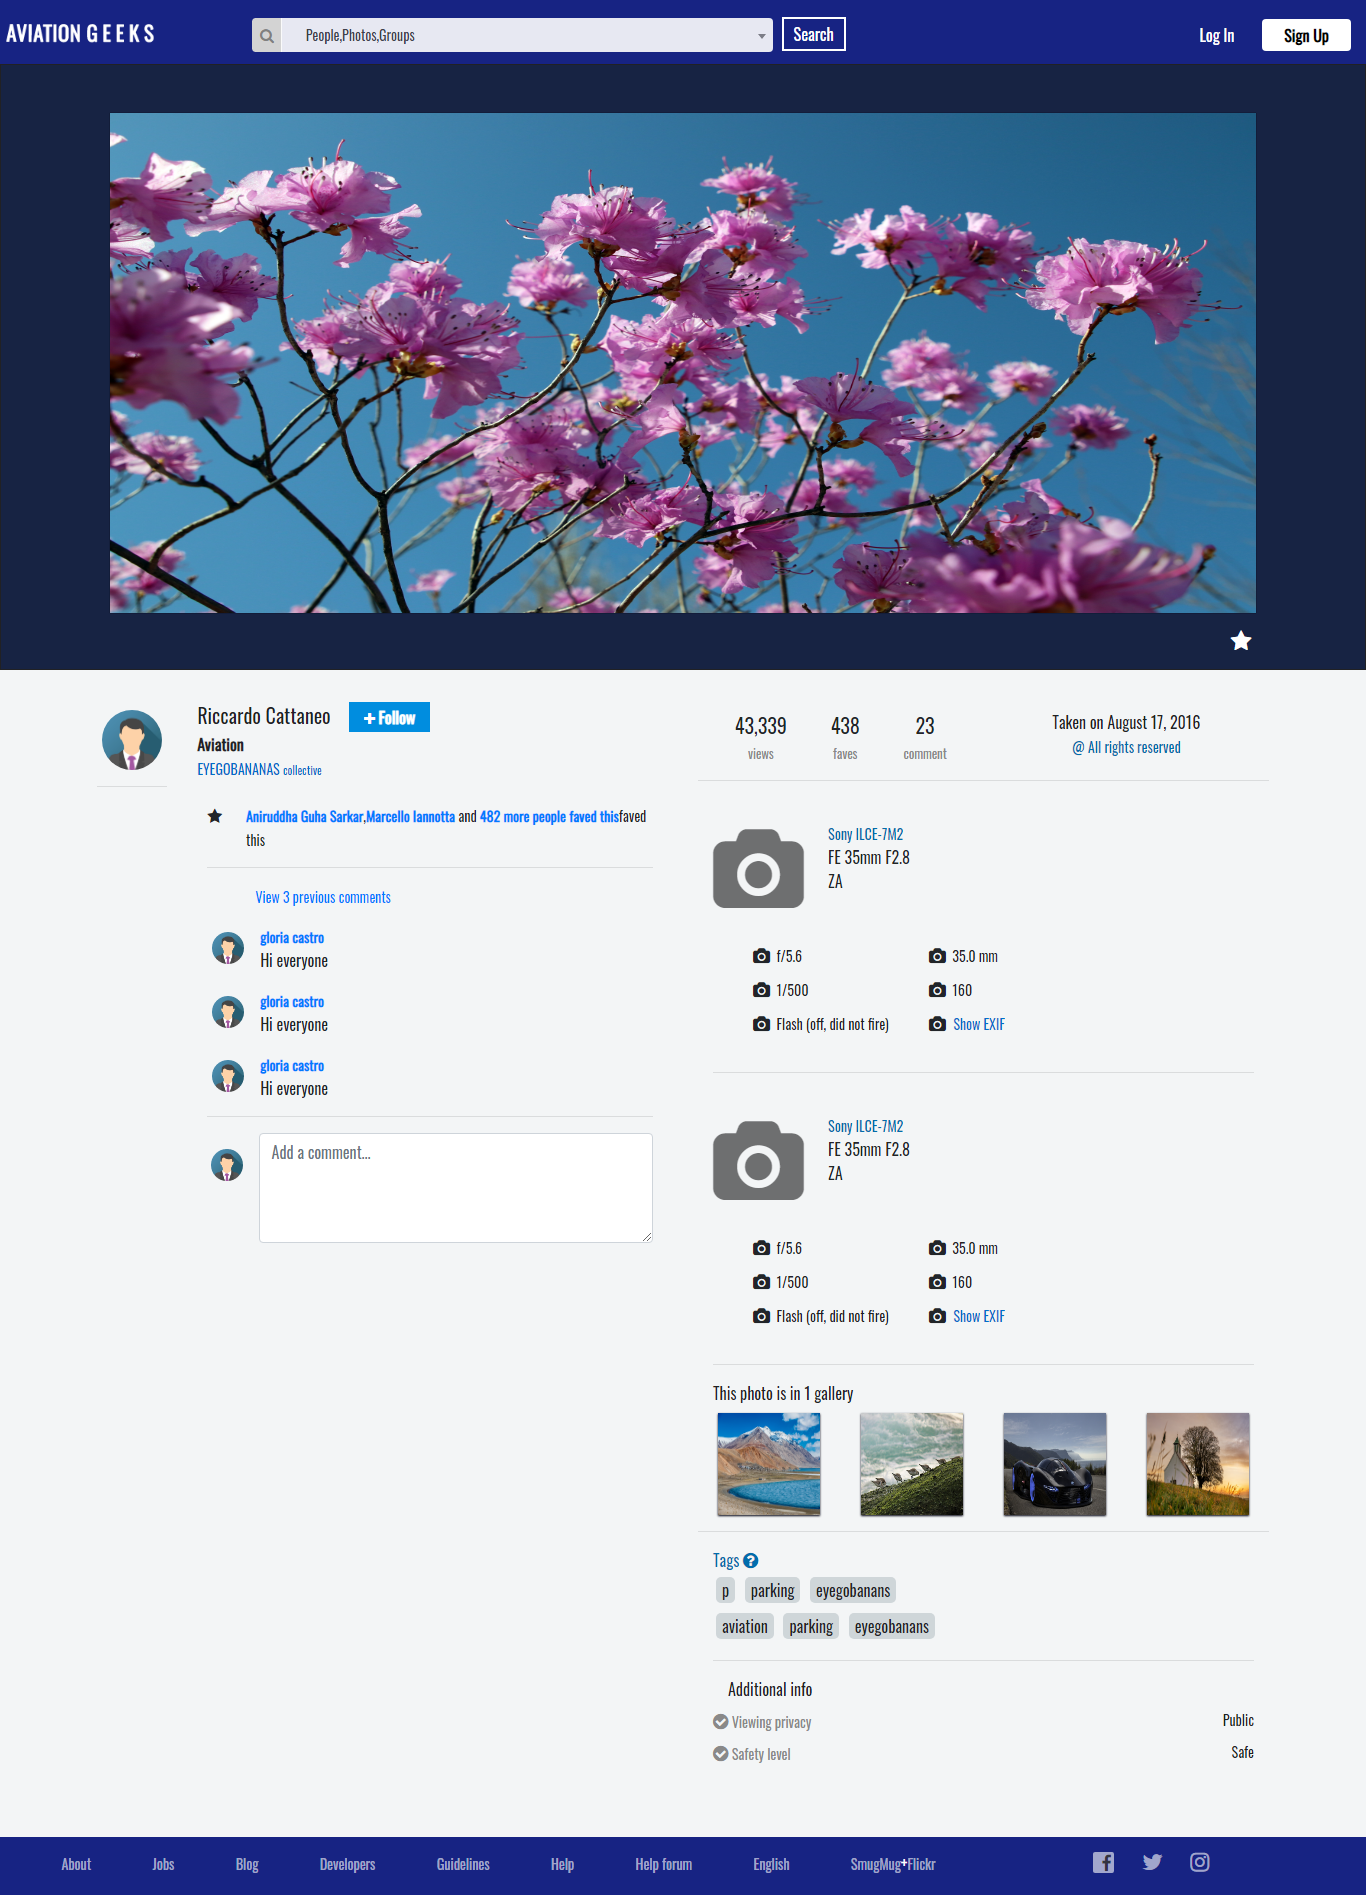 AVIATION GEEKS
People,Photos,Groups
Search
Log In
Sign Up
Riccardo Cattaneo
+ Follow
Aviation
EYEGOBANANAS collective
Aniruddha Guha Sarkar,Marcello Iannotta and 482 more people faved thisfaved
this
View 3 previous comments
gloria castro
Hi everyone
gloria castro
Hi everyone
gloria castro
Hi everyone
Add a comment...
43,339
views
438
faves
23
comment
Taken on August 17, 2016
@ All rights reserved
Sony ILCE-7M2
FE 35mm F2.8
ZA
f/5.6
35.0 mm
1/500
160
Flash (off, did not fire)
Show EXIF
Sony ILCE-7M2
FE 35mm F2.8
ZA
f/5.6
35.0 mm
1/500
160
Flash (off, did not fire)
Show EXIF
This photo is in 1 gallery
Tags
p parking eyegobanans
aviation parking eyegobanans
Additional info
Viewing privacy
Public
Safety level
Safe
About
Jobs
Blog
Developers
Guidelines
Help
Help forum
English
SmugMug+Flickr